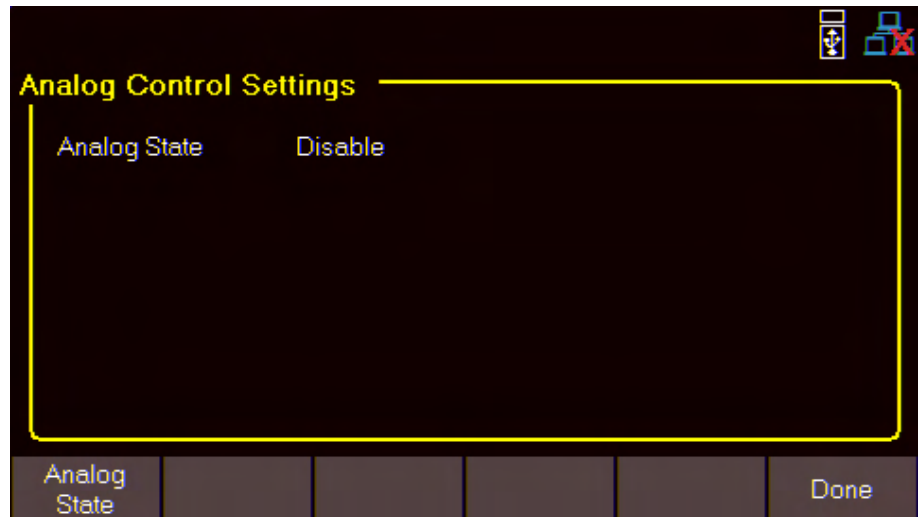 Analog Control Settings
Analog State Disable
Analog
State
Done